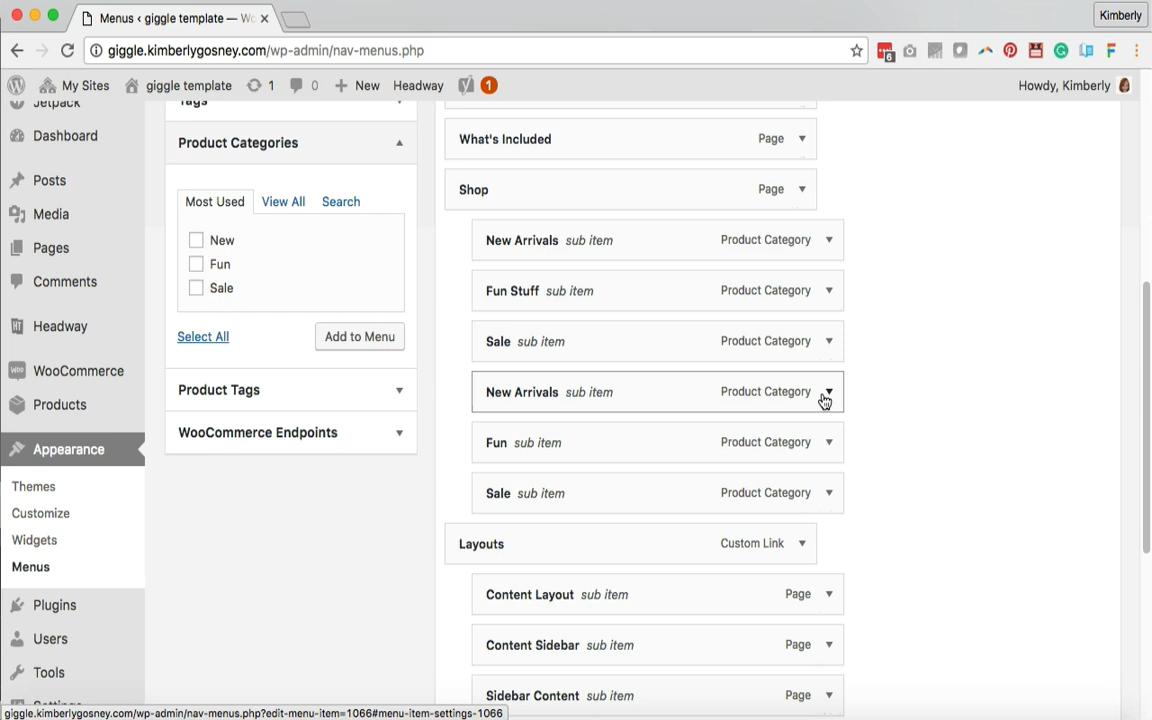 Menus ‹ giggle template — Wo
Kimberly
giggle.kimberlygosney.com/wp-admin/nav-menus.php
6
My Sites
giggle template
1
0
New
Headway
1
Howdy, Kimberly
Jetpack
Dashboard
Posts
Media
Pages
Comments
Headway
WooCommerce
Products
Appearance
Themes
Customize
Widgets
Menus
Plugins
Users
Tools
Settings
Tags
Product Categories
Most Used View All Search
New
Fun
Sale
Select All Add to Menu
Product Tags
WooCommerce Endpoints
What's Included Page
Shop Page
New Arrivals sub item Product Category
Fun Stuff sub item Product Category
Sale sub item Product Category
New Arrivals sub item Product Category
Fun sub item Product Category
Sale sub item Product Category
Layouts Custom Link
Content Layout sub item Page
Content Sidebar sub item Page
Sidebar Content sub item Page
giggle.kimberlygosney.com/wp-admin/nav-menus.php?edit-menu-item=1066#menu-item-settings-1066